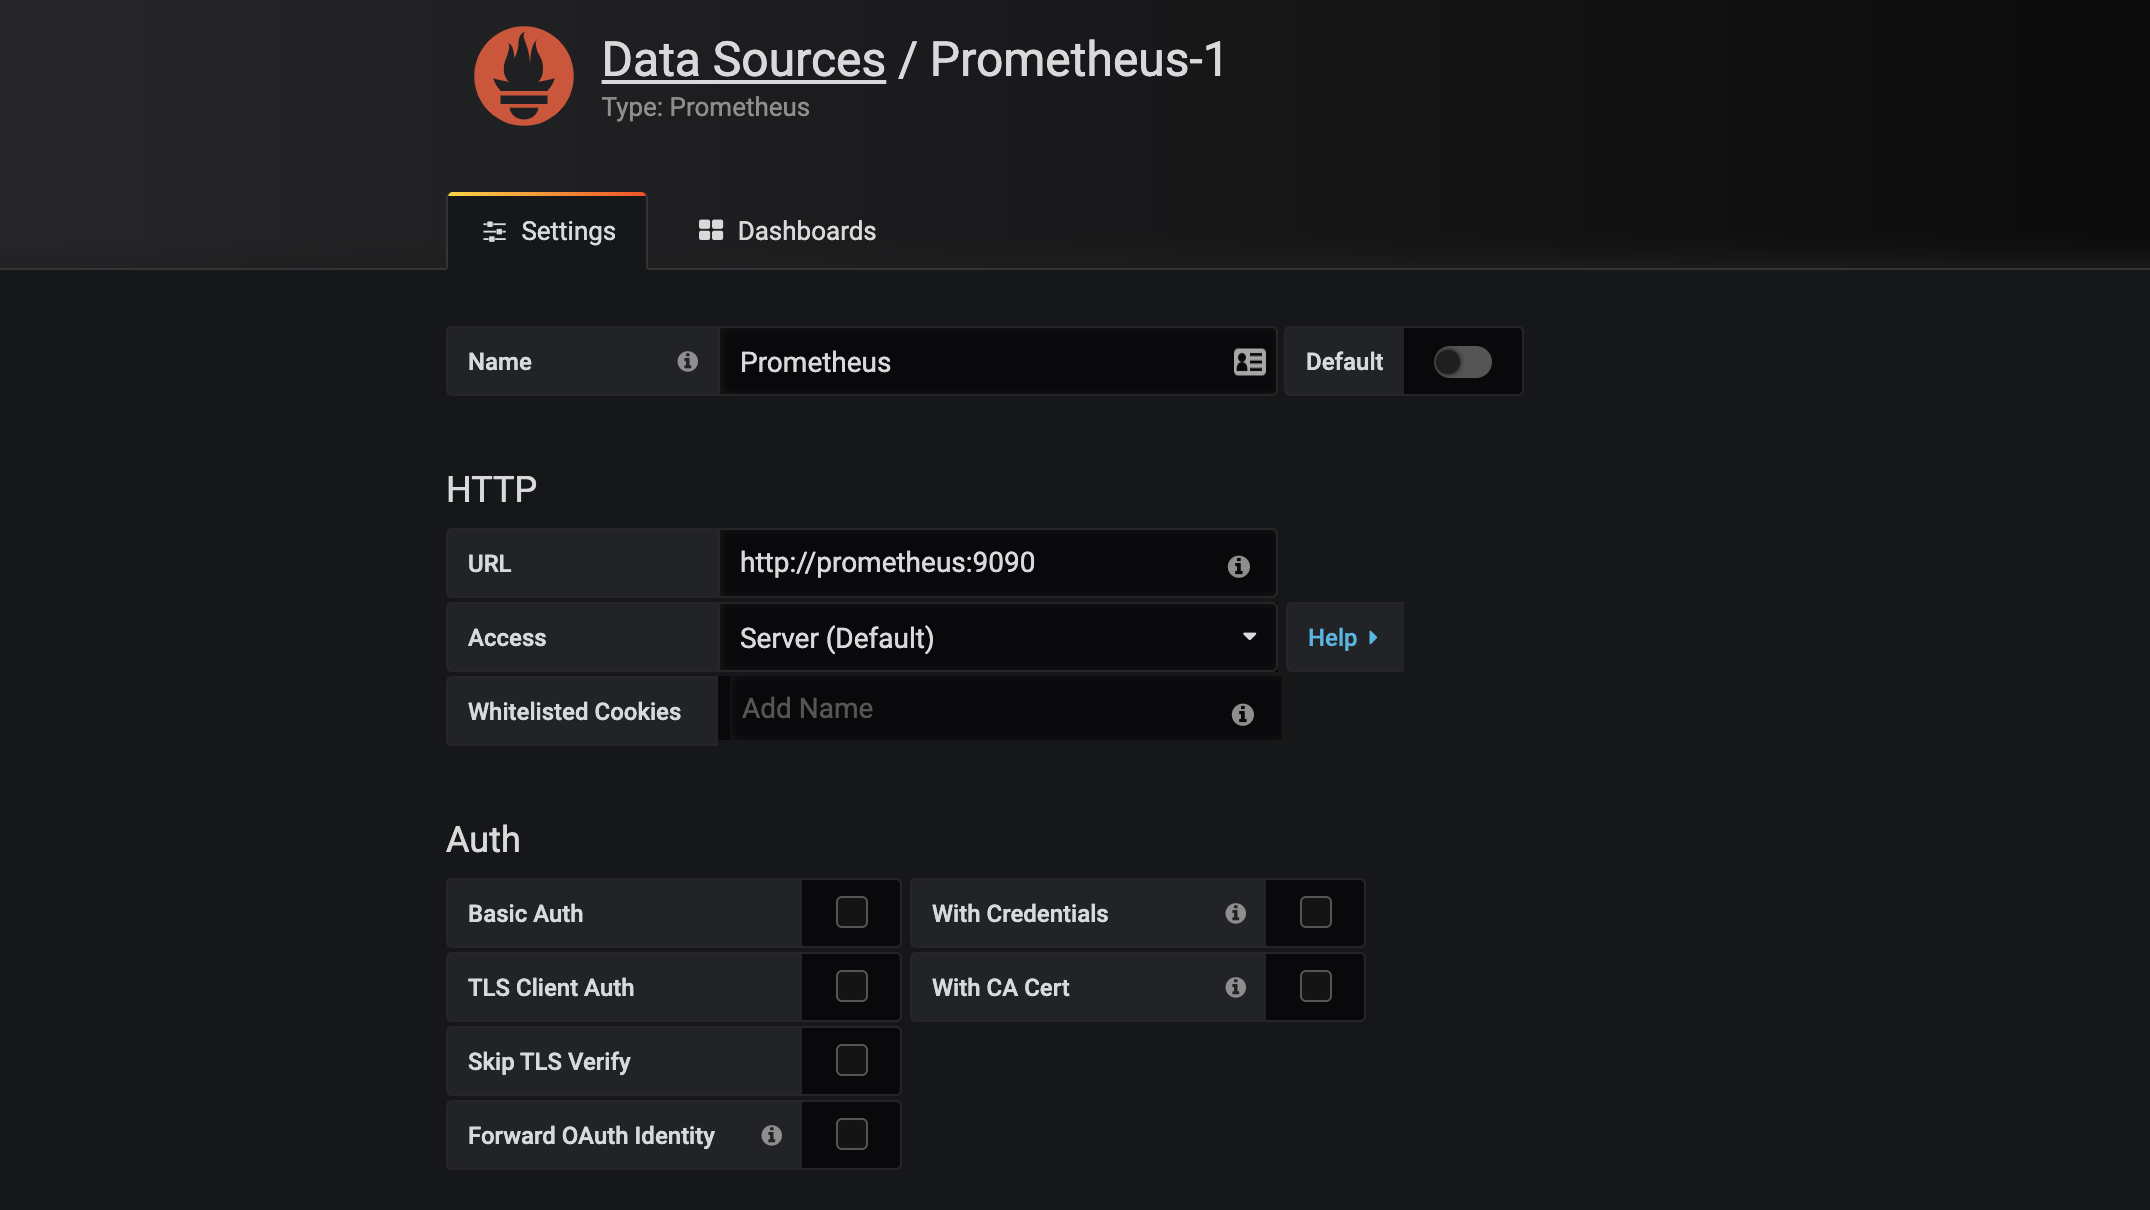 Data Sources / Prometheus-1
Type: Prometheus
Settings
Dashboards
Name
Prometheus
Default
HTTP
URL
http://prometheus:9090
Access
Server (Default)
Help
Whitelisted Cookies
Add Name
Auth
Basic Auth
With Credentials
TLS Client Auth
With CA Cert
Skip TLS Verify
Forward OAuth Identity